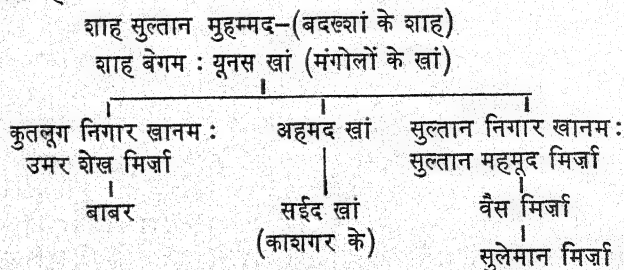 शाह सुल्तान मुहम्मद-(बदख्शां के शाह)
शाह बेगम : यूनस खां (मंगोलों के खां)
कुतलूग निगार खानम : अहमद खां सुल्तान निगार खानम :
उमर शेख मिर्जा सुल्तान महमूद मिर्जा
बाबर सईद खां वैस मिर्जा
(काशगर के)
सुलेमान मिर्जा